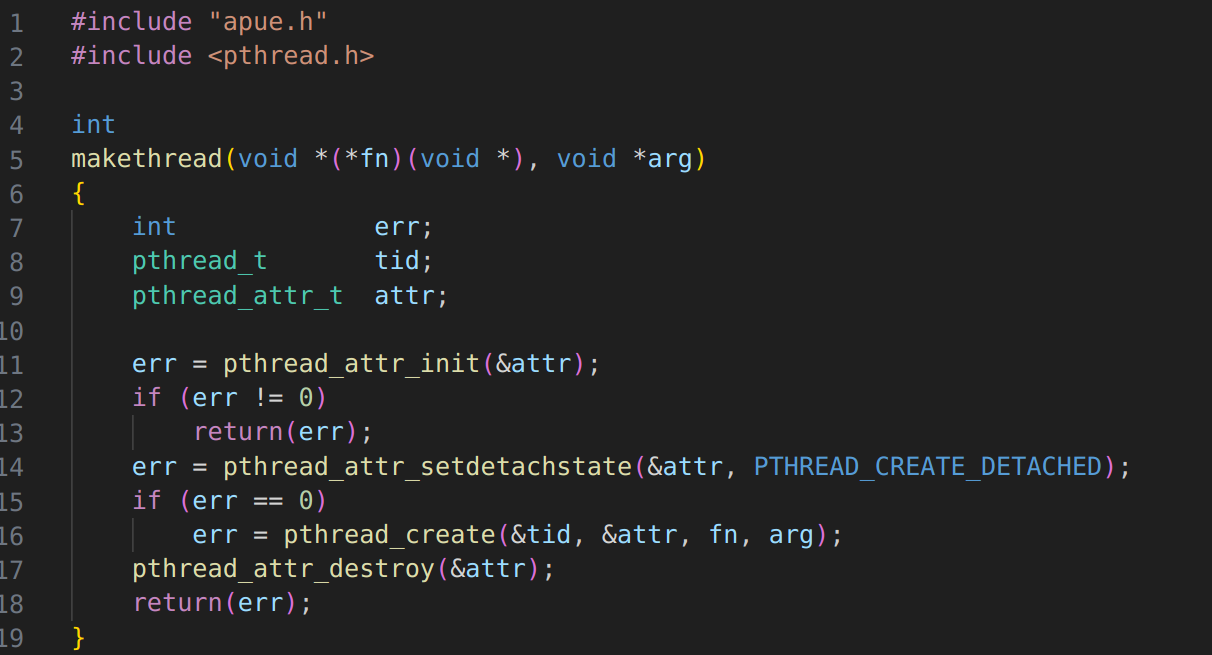 1 #include "apue.h"
2 #include <pthread.h>
3
4 int
5 makethread(void *(*fn)(void *), void *arg)
6 {
7     int             err;
8     pthread_t       tid;
9     pthread_attr_t  attr;
10
11     err = pthread_attr_init(&attr);
12     if (err != 0)
13         return(err);
14     err = pthread_attr_setdetachstate(&attr, PTHREAD_CREATE_DETACHED);
15     if (err == 0)
16         err = pthread_create(&tid, &attr, fn, arg);
17     pthread_attr_destroy(&attr);
18     return(err);
19 }